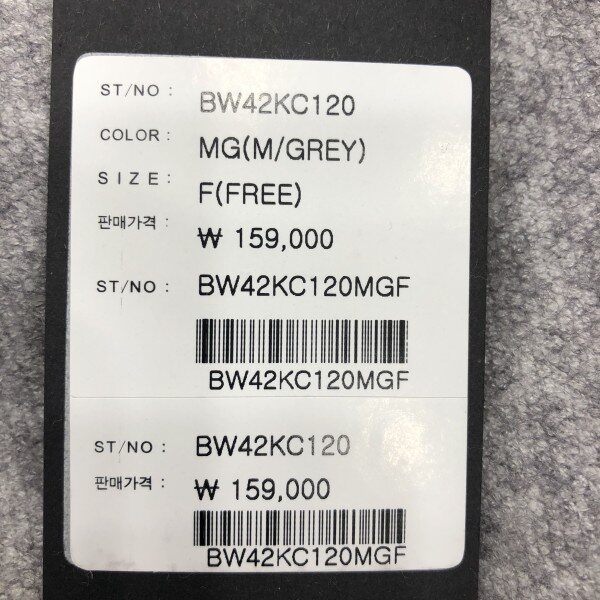 ST/NO : BW42KC120
COLOR : MG(M/GREY)
SIZE : F(FREE)
판매가격 : ₩ 159,000
ST/NO : BW42KC120MGF
BW42KC120MGF
ST/NO : BW42KC120
판매가격 : ₩ 159,000
BW42KC120MGF